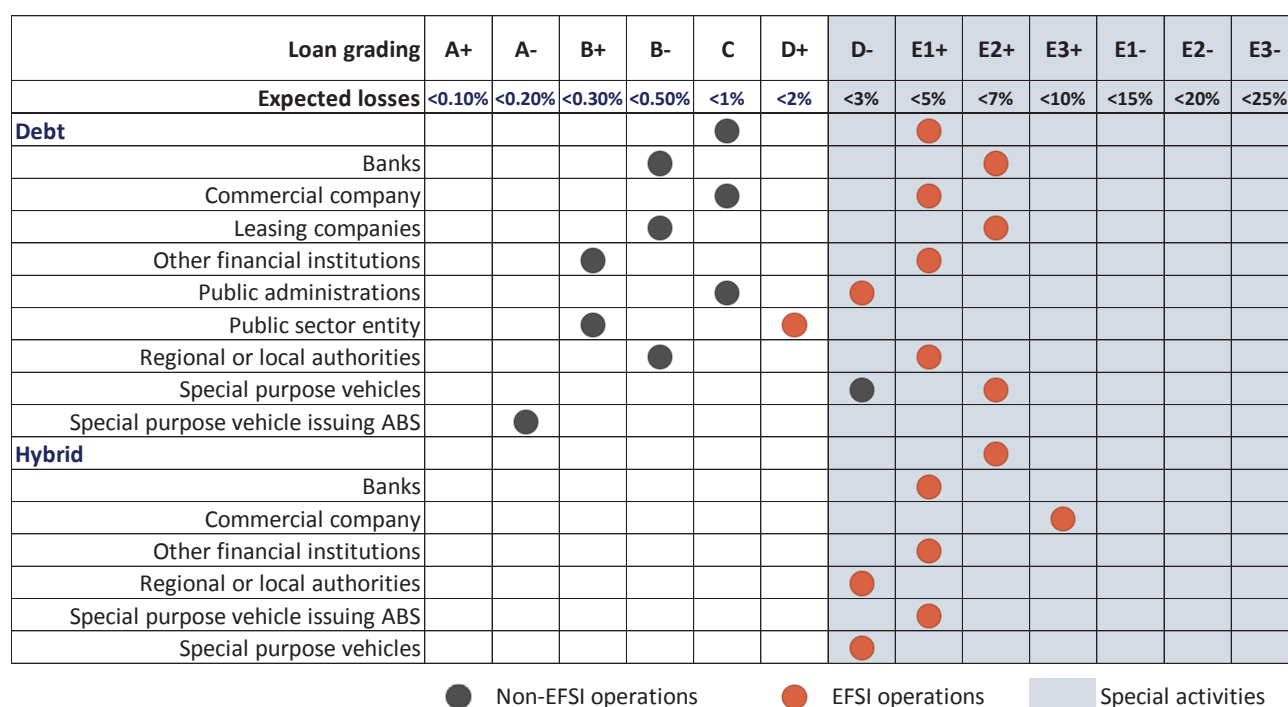 Loan grading A+ A- B+ B- C D+ D- E1+ E2+ E3+ E1- E2- E3-
Expected losses <0.10% <0.20% <0.30% <0.50% <1% <2% <3% <5% <7% <10% <15% <20% <25%
Debt
Banks
Commercial company
Leasing companies
Other financial institutions
Public administrations
Public sector entity
Regional or local authorities
Special purpose vehicles
Special purpose vehicle issuing ABS
Hybrid
Banks
Commercial company
Other financial institutions
Regional or local authorities
Special purpose vehicle issuing ABS
Special purpose vehicles
Non-EFSI operations EFSI operations Special activities